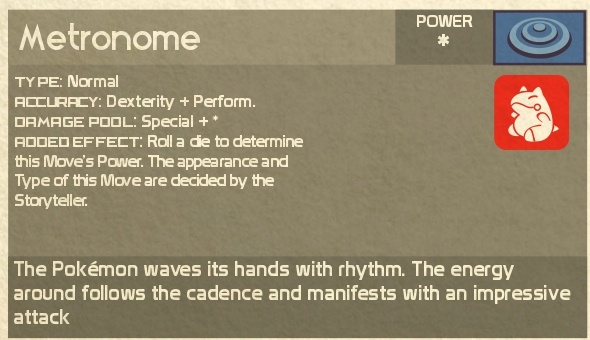 Metronome
POWER
*
TYPE: Normal
ACCURACY: Dexterity + Perform.
DAMAGE POOL: Special + *
ADDED EFFECT: Roll a die to determine
this Move's Power. The appearance and
Type of this Move are decided by the
Storyteller.
The Pokémon waves its hands with rhythm. The energy
around follows the cadence and manifests with an impressive
attack